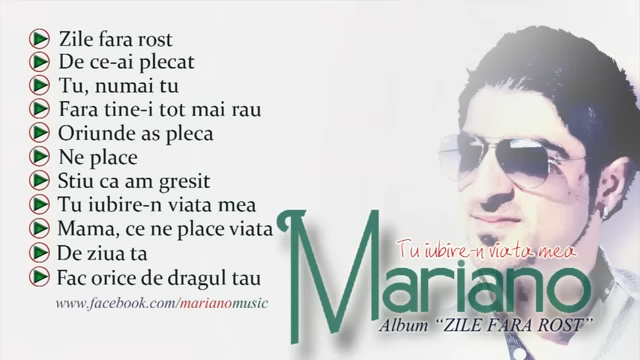 Zile fara rost
De ce-ai plecat
Tu, numai tu
Fara tine-i tot mai rau
Oriunde as pleca
Ne place
Stiu ca am gresit
Tu iubire-n viata mea
Mama, ce ne place viata
De ziua ta
Fac orice de dragul tau
www.facebook.com/marianomusic
Tu iubire-n viata mea
Mariano
Album “ZILE FARA ROST”